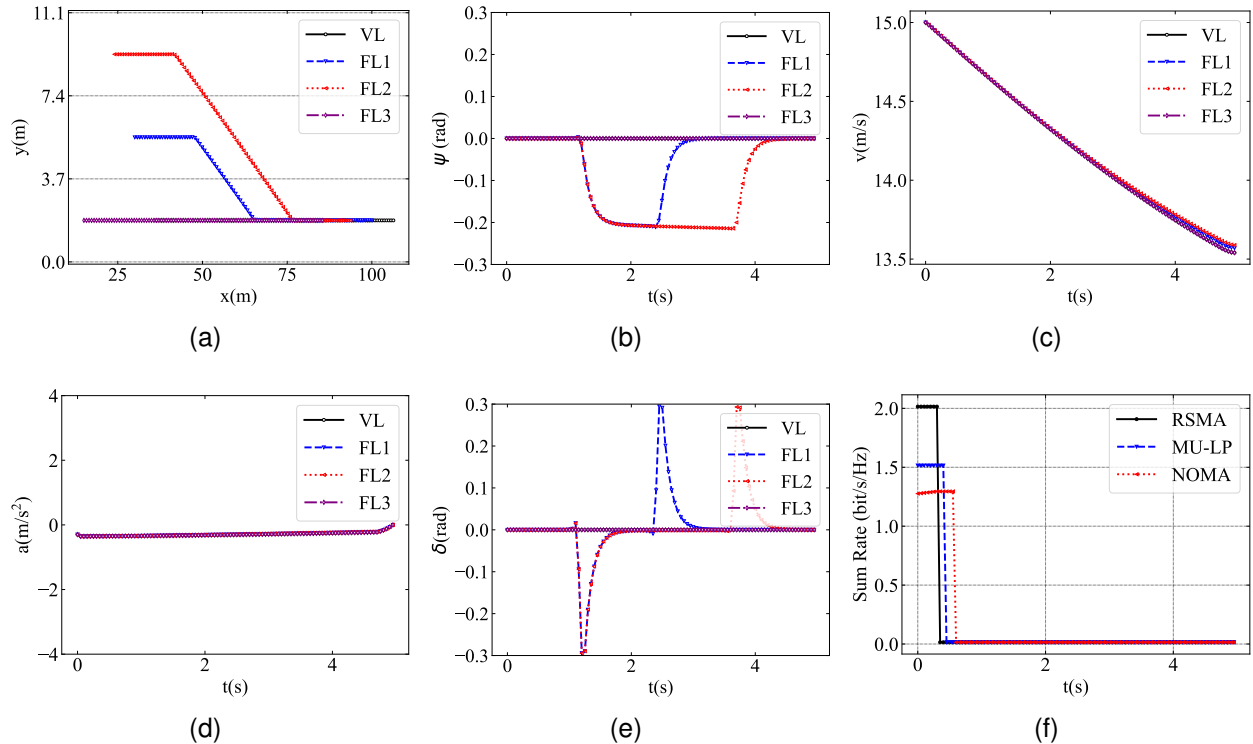 11.1
7.4
3.7
0.0
y(m)
25
50
75
100
x(m)
VL
FL1
FL2
FL3
(a)
0.3
0.2
0.1
0.0
−0.1
−0.2
−0.3
ψ (rad)
0
2
4
t(s)
VL
FL1
FL2
FL3
(b)
15.0
14.5
14.0
13.5
v(m/s)
0
2
4
t(s)
VL
FL1
FL2
FL3
(c)
4
2
0
−2
−4
a(m/s²)
0
2
4
t(s)
VL
FL1
FL2
FL3
(d)
0.3
0.2
0.1
0.0
−0.1
−0.2
−0.3
δ(rad)
0
2
4
t(s)
VL
FL1
FL2
FL3
(e)
2.0
1.5
1.0
0.5
0.0
Sum Rate (bit/s/Hz)
0
2
4
t(s)
RSMA
MU-LP
NOMA
(f)